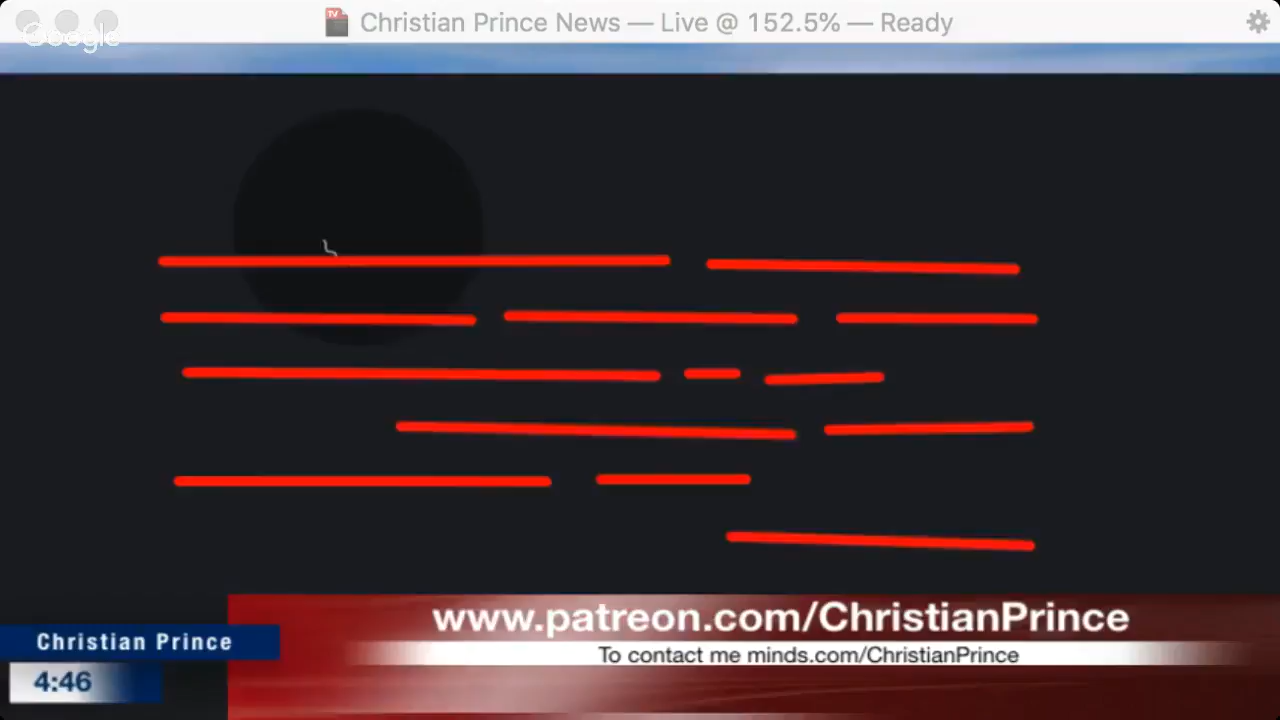 Christian Prince News — Live @ 152.5% — Ready
Google
www.patreon.com/ChristianPrince
To contact me minds.com/ChristianPrince
Christian Prince
4:46